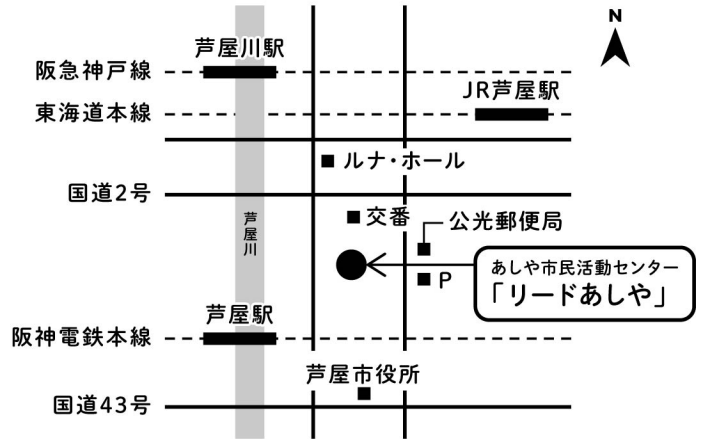 N
芦屋川駅
阪急神戸線
JR芦屋駅
東海道本線
ルナ・ホール
国道2号
交番
公光郵便局
芦屋川
あしや市民活動センター
「リードあしや」
P
芦屋駅
阪神電鉄本線
芦屋市役所
国道43号